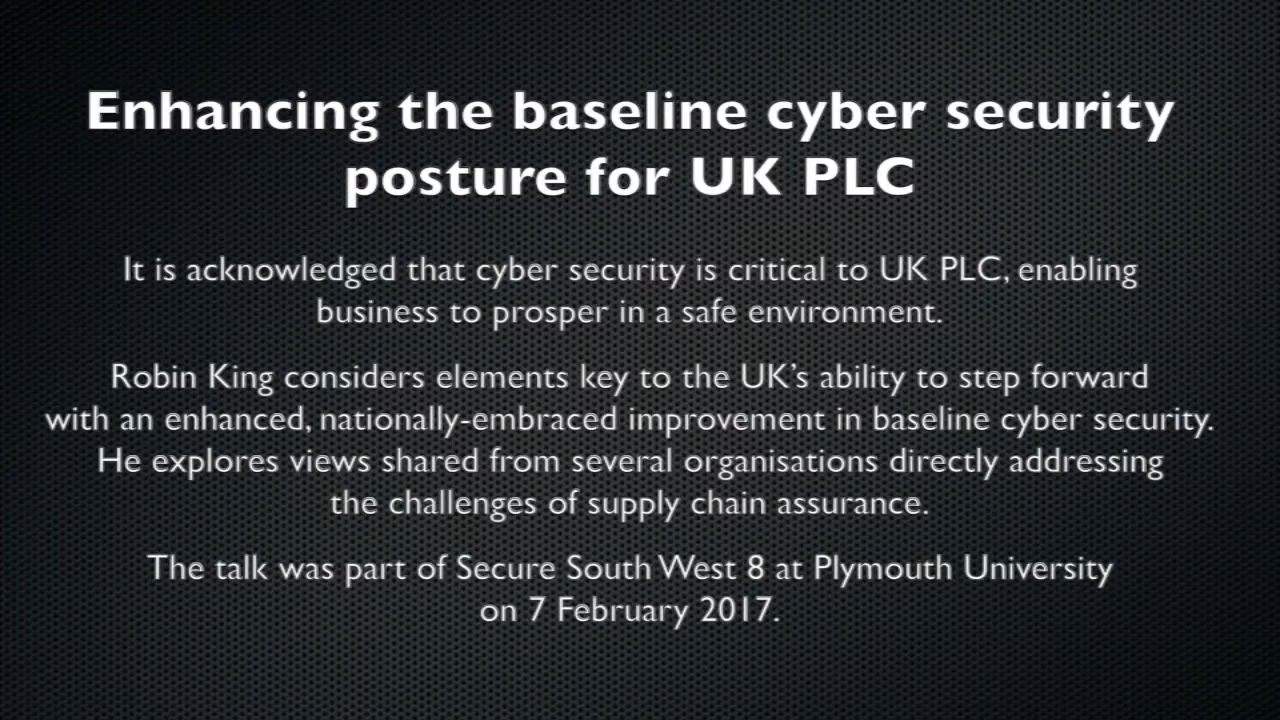 Enhancing the baseline cyber security
posture for UK PLC
It is acknowledged that cyber security is critical to UK PLC, enabling
business to prosper in a safe environment.
Robin King considers elements key to the UK’s ability to step forward
with an enhanced, nationally-embraced improvement in baseline cyber security.
He explores views shared from several organisations directly addressing
the challenges of supply chain assurance.
The talk was part of Secure South West 8 at Plymouth University
on 7 February 2017.